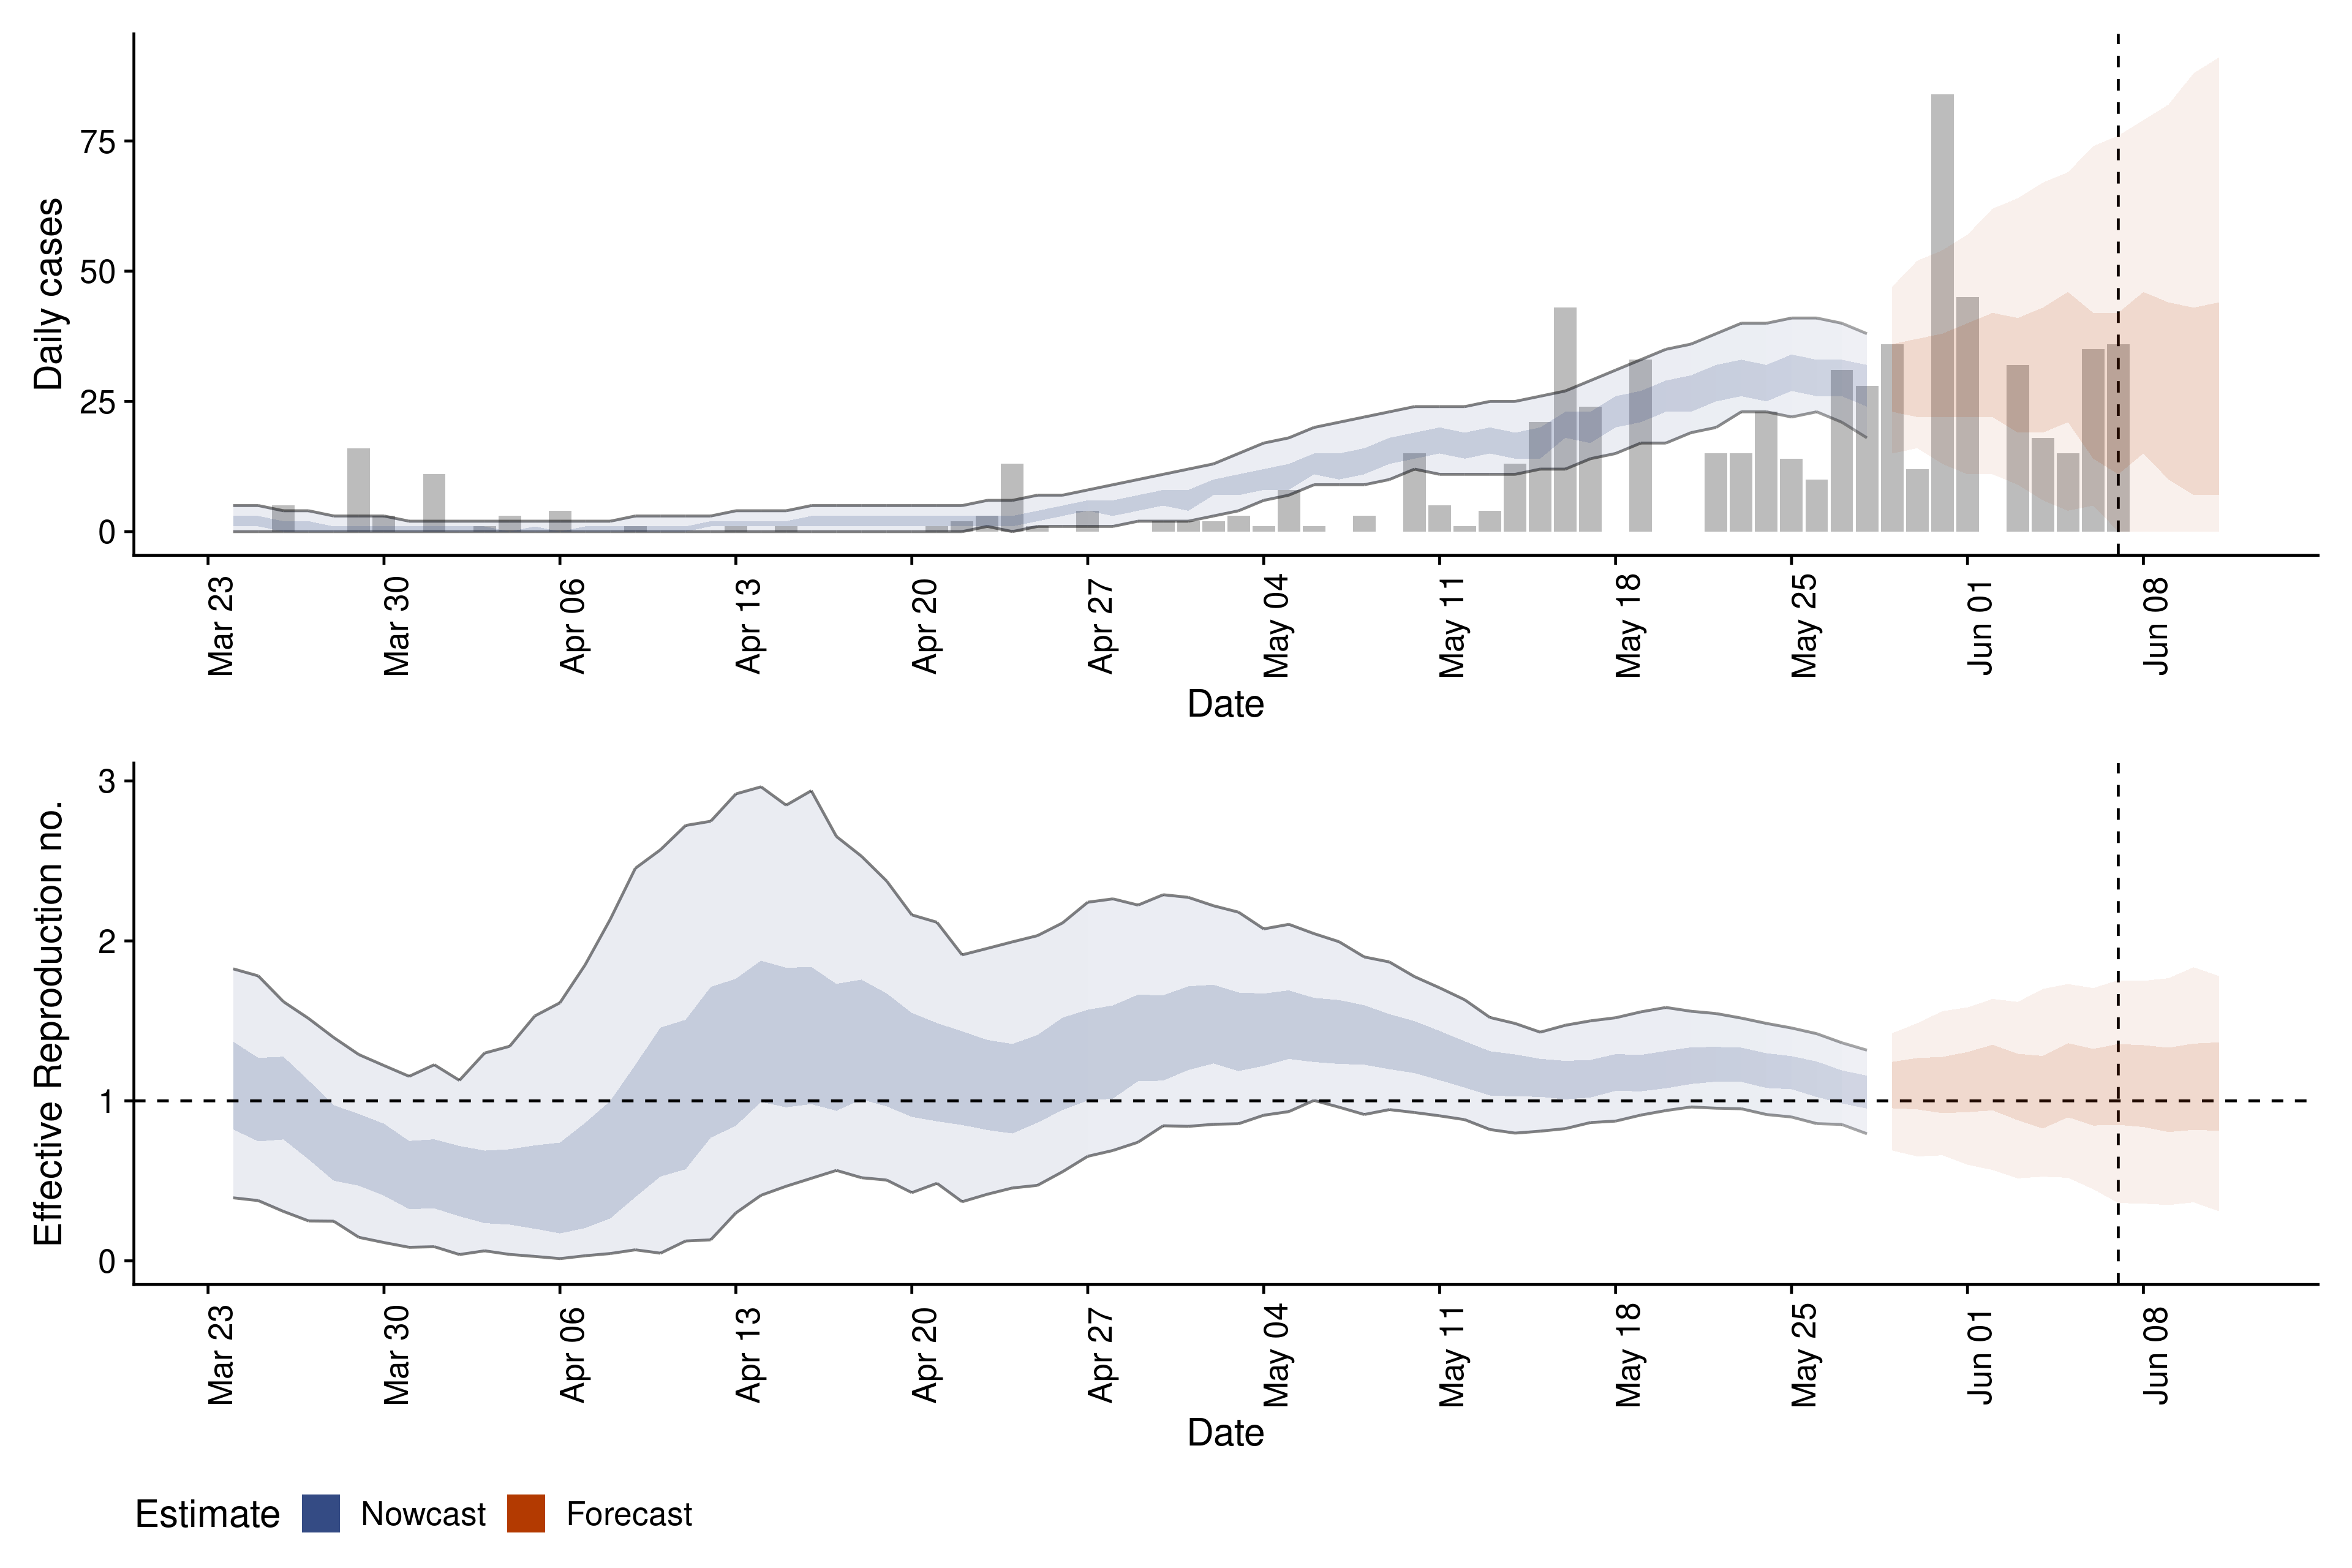 Daily cases
75
50
25
0
Mar 23
Mar 30
Apr 06
Apr 13
Apr 20
Apr 27
May 04
May 11
May 18
May 25
Jun 01
Jun 08
Date
Effective Reproduction no.
3
2
1
0
Mar 23
Mar 30
Apr 06
Apr 13
Apr 20
Apr 27
May 04
May 11
May 18
May 25
Jun 01
Jun 08
Date
Estimate Nowcast Forecast